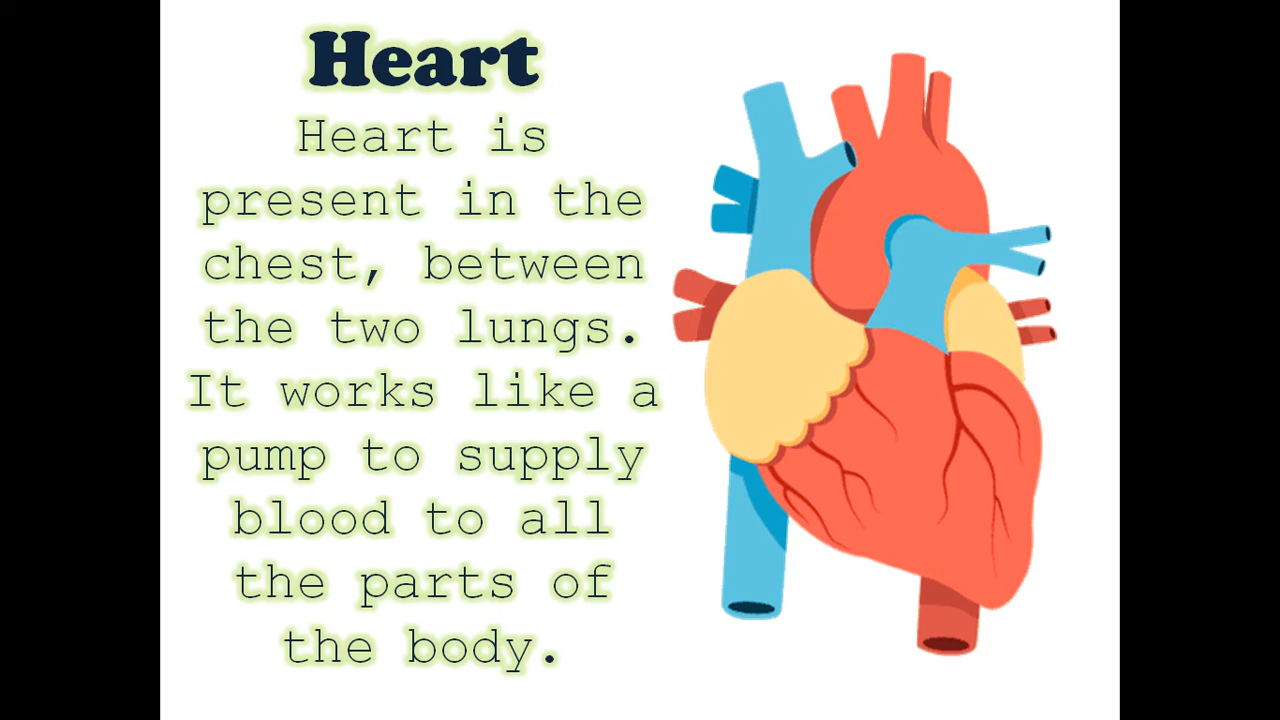 Heart
Heart is
present in the
chest, between
the two lungs.
It works like a
pump to supply
blood to all
the parts of
the body.